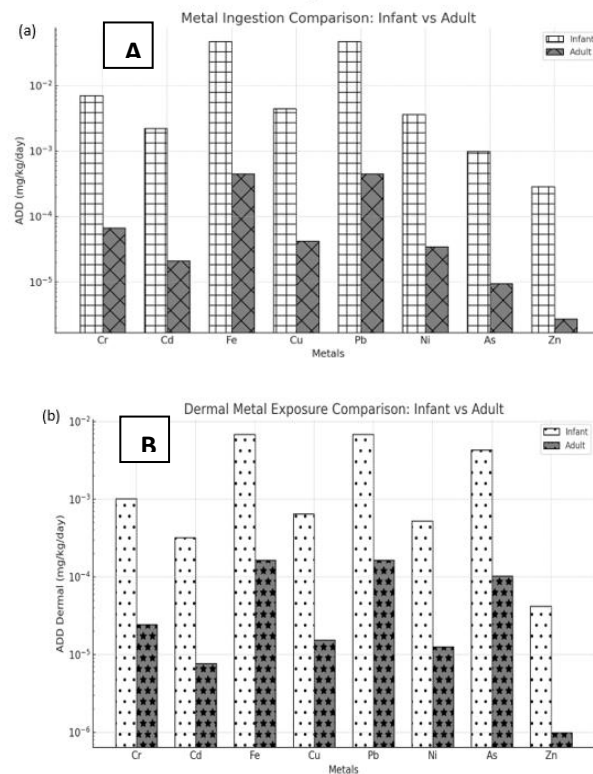 Metal Ingestion Comparison: Infant vs Adult
(a)
A
Infant
Adult
10⁻²
10⁻³
10⁻⁴
10⁻⁵
ADD (mg/kg/day)
Cr Cd Fe Cu Pb Ni As Zn
Metals
(b)
Dermal Metal Exposure Comparison: Infant vs Adult
B
Infant
Adult
10⁻²
10⁻³
10⁻⁴
10⁻⁵
10⁻⁶
ADD Dermal (mg/kg/day)
Cr Cd Fe Cu Pb Ni As Zn
Metals